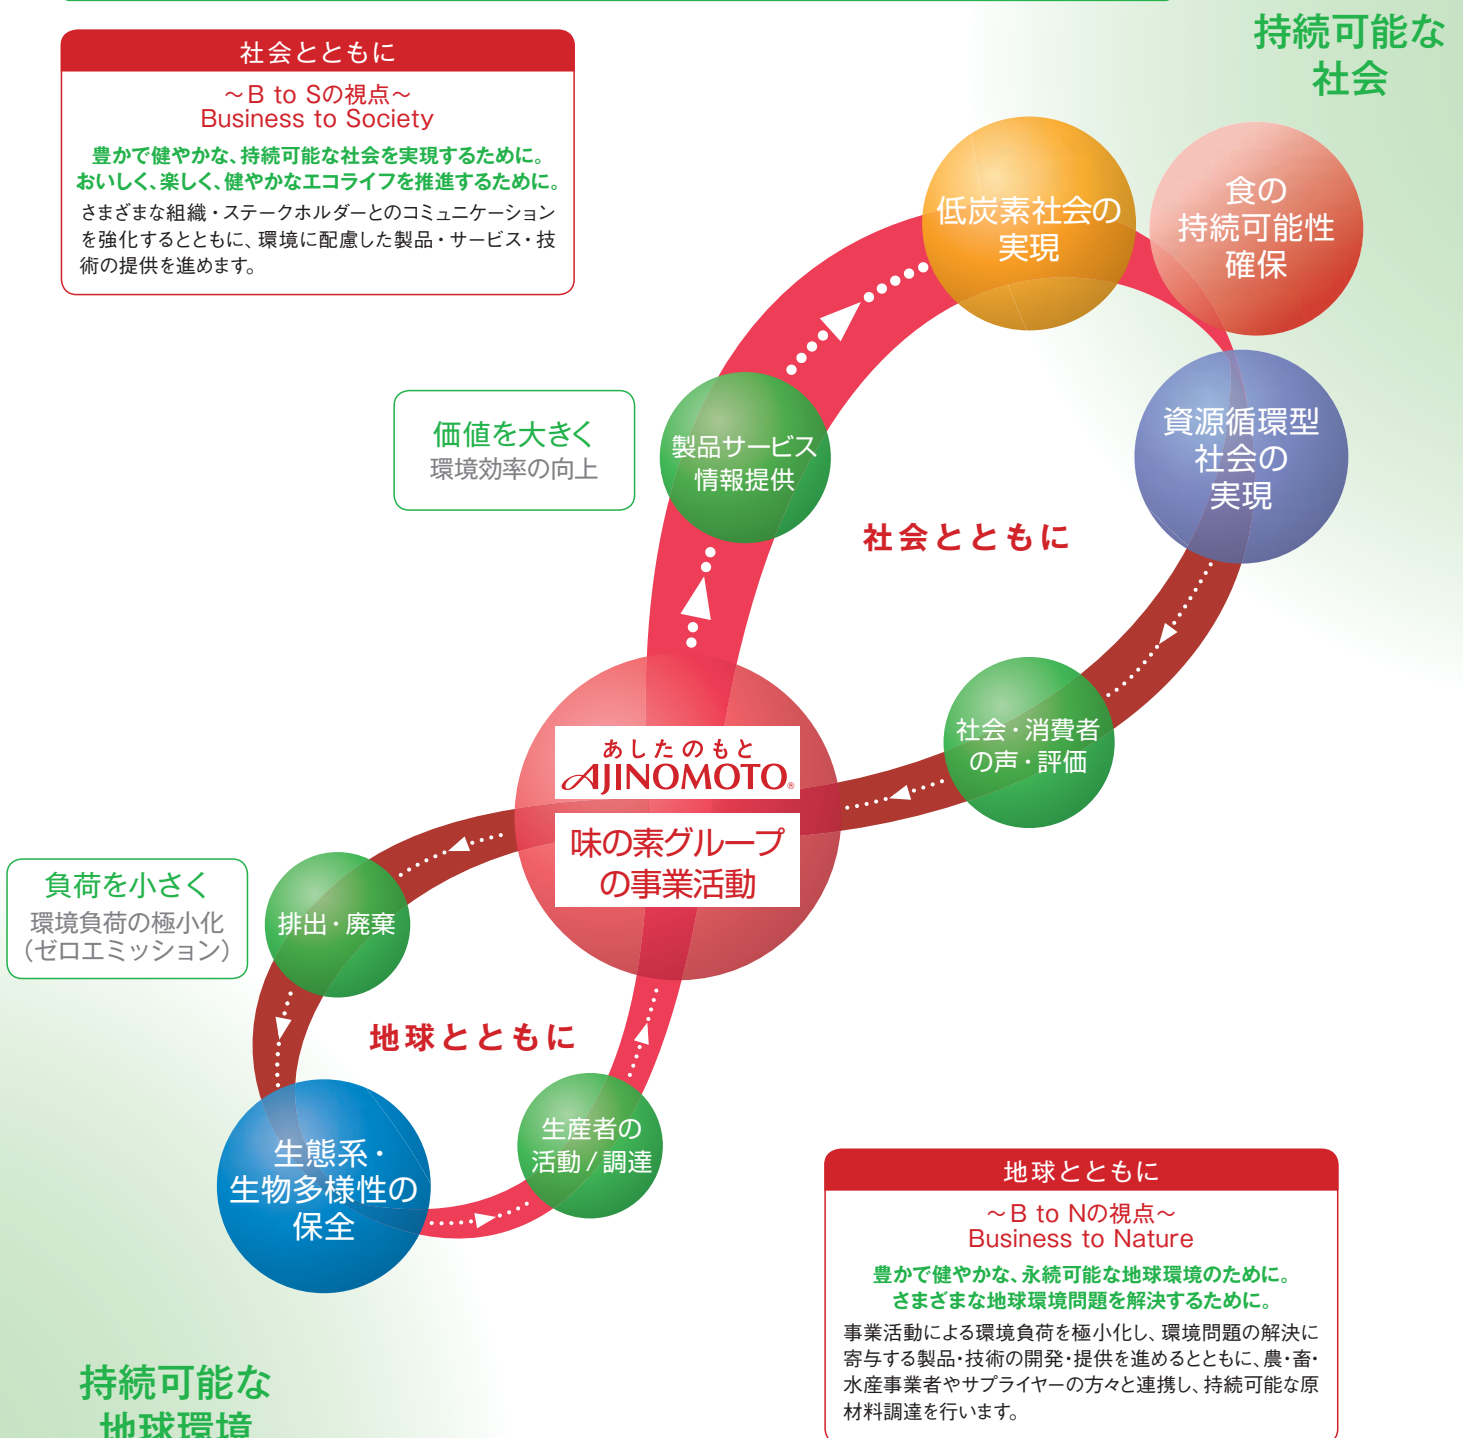 持続可能な
社会
社会とともに
～B to Sの視点～
Business to Society
豊かで健やかな、持続可能な社会を実現するために。
おいしく、楽しく、健やかなエコライフを推進するために。
さまざまな組織・ステークホルダーとのコミュニケーション
を強化するとともに、環境に配慮した製品・サービス・技
術の提供を進めます。
低炭素社会の
実現
食の
持続可能性
確保
資源循環型
社会の
実現
価値を大きく
環境効率の向上
製品サービス
情報提供
社会とともに
社会・消費者
の声・評価
あしたのもと
AJINOMOTO®
味の素グループ
の事業活動
負荷を小さく
環境負荷の極小化
（ゼロエミッション）
排出・廃棄
地球とともに
生態系・
生物多様性の
保全
生産者の
活動/調達
地球とともに
～B to Nの視点～
Business to Nature
豊かで健やかな、永続可能な地球環境のために。
さまざまな地球環境問題を解決するために。
事業活動による環境負荷を極小化し、環境問題の解決に
寄与する製品・技術の開発・提供を進めるとともに、農・畜・
水産事業者やサプライヤーの方々と連携し、持続可能な原
材料調達を行います。
持続可能な
地球環境